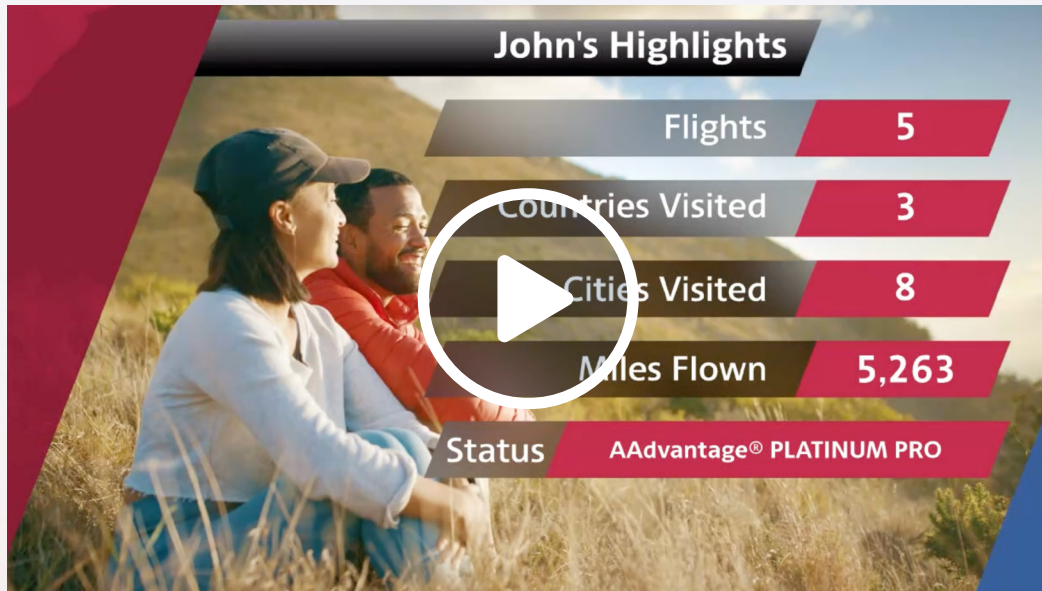 John's Highlights
Flights 5
Countries Visited 3
Cities Visited 8
Miles Flown 5,263
Status AAdvantage® PLATINUM PRO